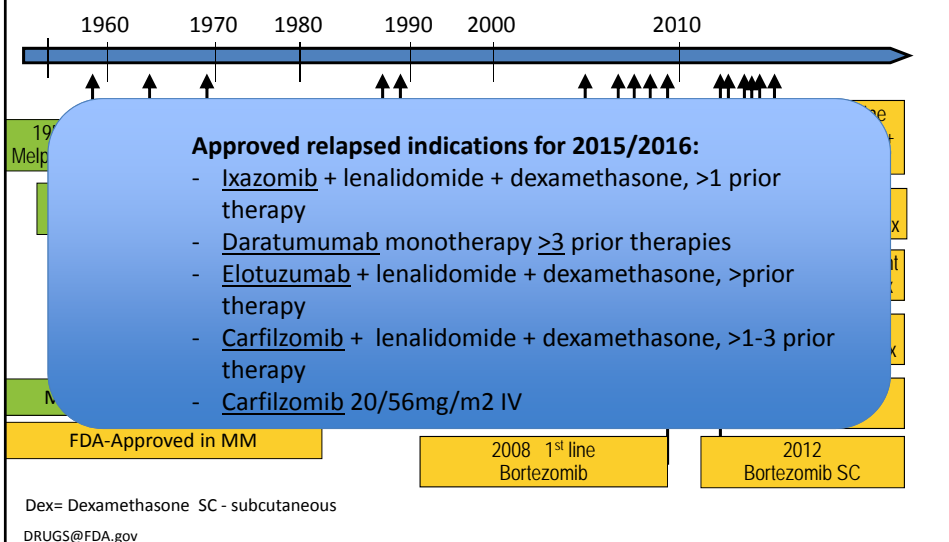 1960 1970 1980 1990 2000 2010
Approved relapsed indications for 2015/2016:
- Ixazomib + lenalidomide + dexamethasone, >1 prior
therapy
- Daratumumab monotherapy >3 prior therapies
- Elotuzumab + lenalidomide + dexamethasone, >prior
therapy
- Carfilzomib + lenalidomide + dexamethasone, >1-3 prior
therapy
- Carfilzomib 20/56mg/m2 IV
FDA-Approved in MM
2008 1st line
Bortezomib
2012
Bortezomib SC
Dex= Dexamethasone SC - subcutaneous
DRUGS@FDA.gov